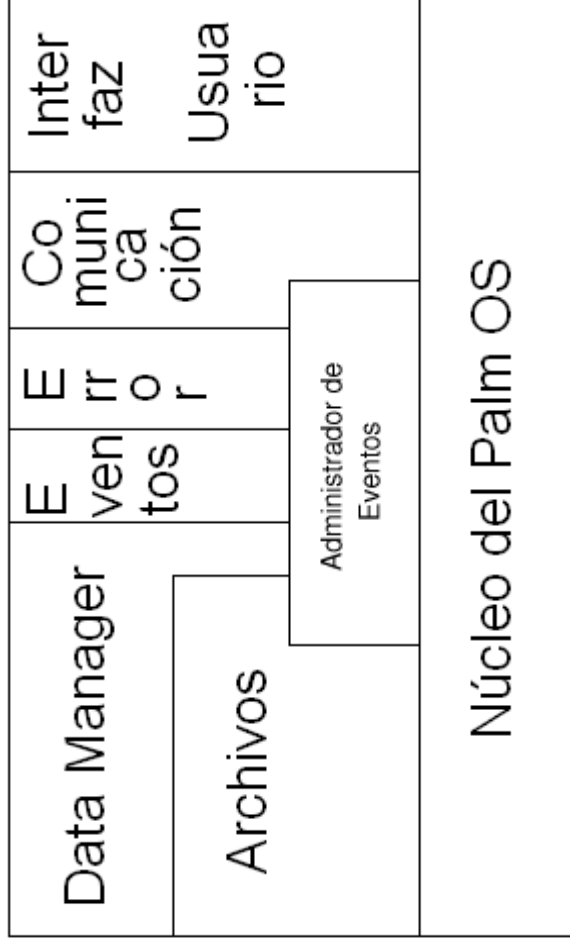 Data Manager
E
ven
tos
E
rr
o
r
Co
muni
ca
ción
Inter
faz
Usua
rio
Archivos
Administrador de
Eventos
Núcleo del Palm OS